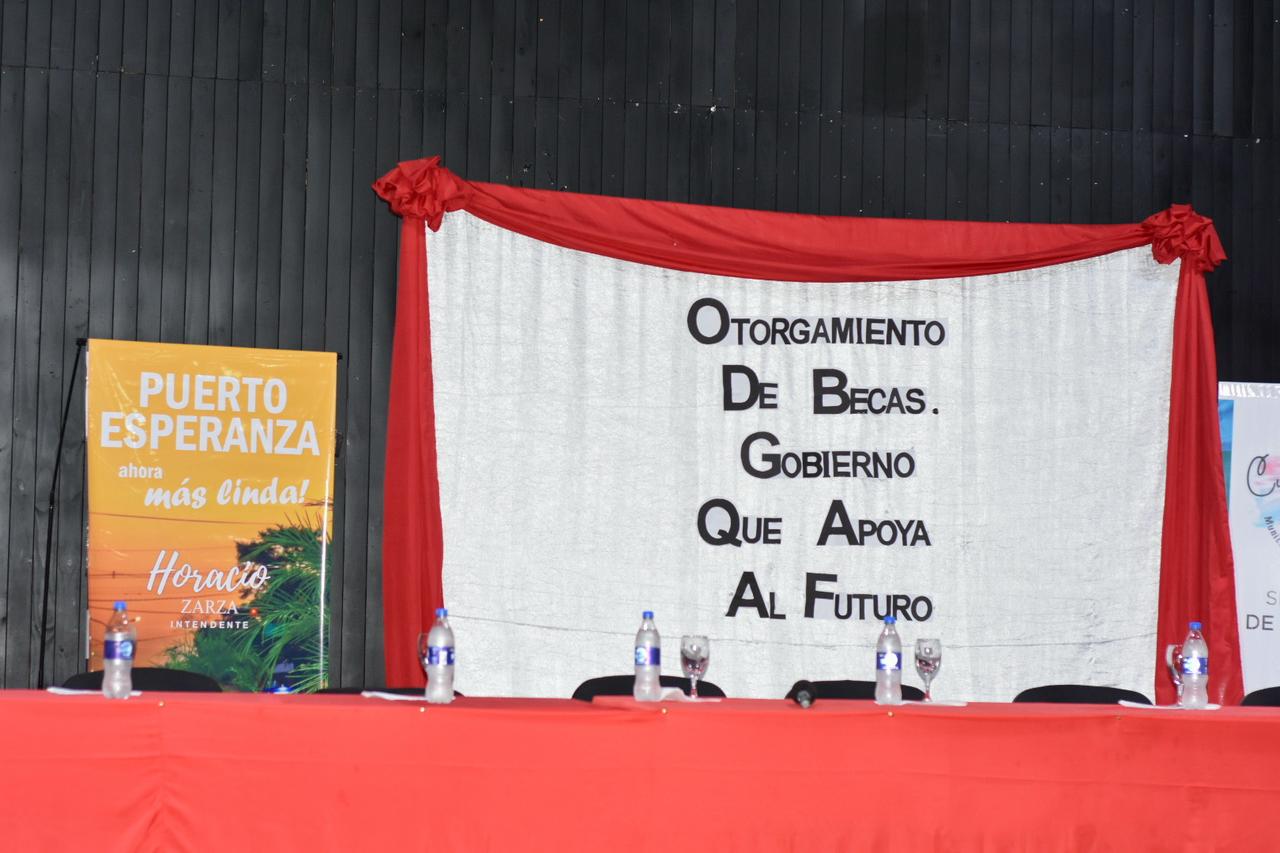 PUERTO
ESPERANZA
ahora
más linda!
Horacio
ZARZA
INTENDENTE
OTORGAMIENTO
DE BECAS.
GOBIERNO
QUE APOYA
AL FUTURO
DE